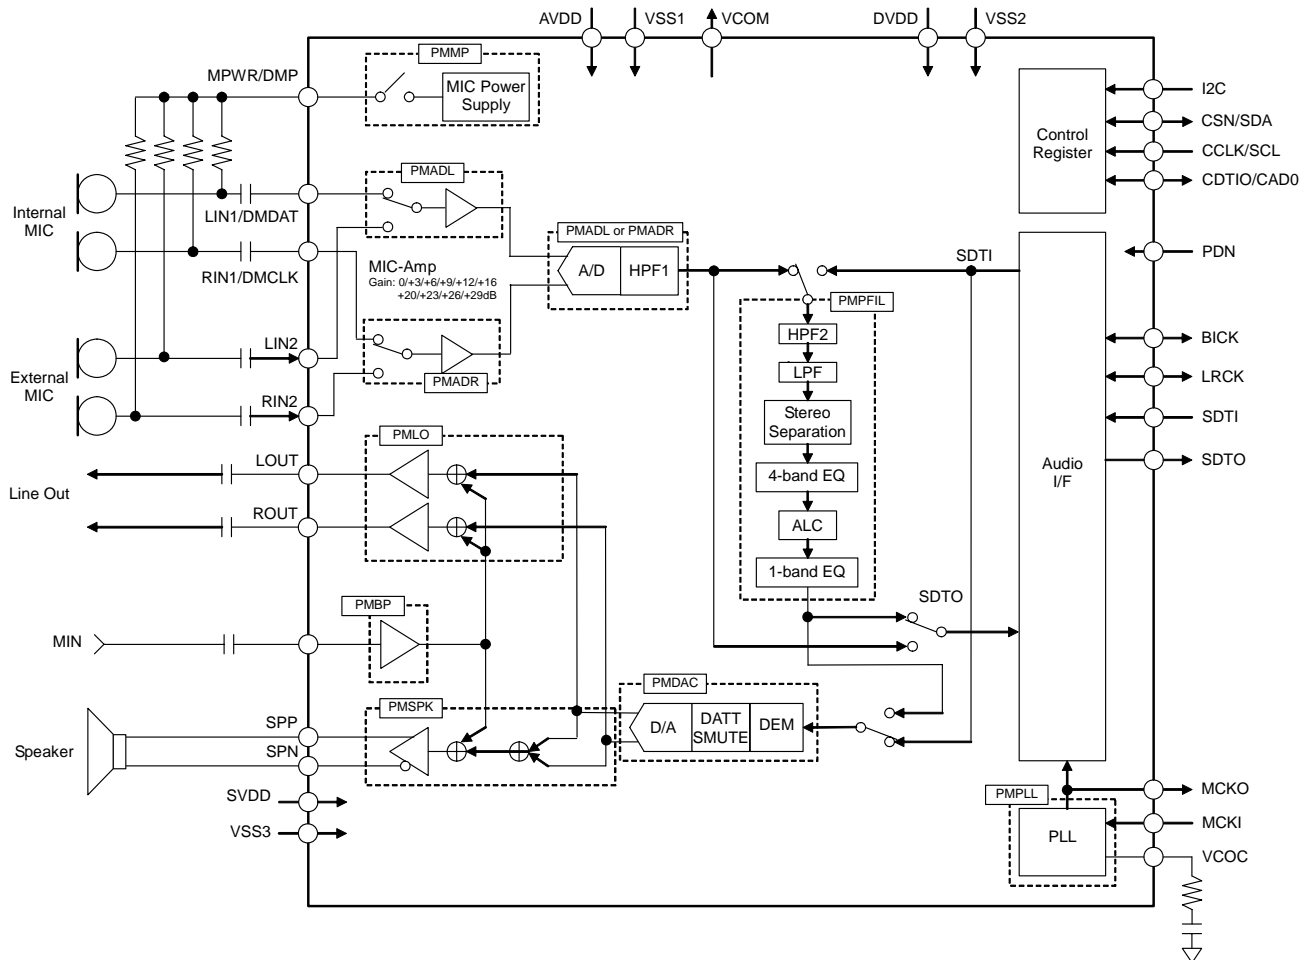 AVDD
VSS1
VCOM
DVDD
VSS2
PMMP
MPWR/DMP
MIC Power
Supply
I2C
Control
Register
CSN/SDA
CCLK/SCL
CDTIO/CAD0
PMADL
Internal
MIC
LIN1/DMDAT
PMADL or PMADR
A/D
HPF1
SDTI
PDN
RIN1/DMCLK
MIC-Amp
Gain: 0/+3/+6/+9/+12/+16
+20/+23/+26/+29dB
PMPFIL
HPF2
LPF
Stereo
Separation
4-band EQ
ALC
1-band EQ
LIN2
PMADR
External
MIC
RIN2
BICK
LRCK
SDTI
SDTO
Audio
I/F
PMLO
LOUT
Line Out
ROUT
SDTO
PMBP
MIN
PMDAC
D/A
DATT
SMUTE
DEM
PMSPK
SPP
Speaker
SPN
SVDD
VSS3
PMPLL
PLL
MCKO
MCKI
VCOC